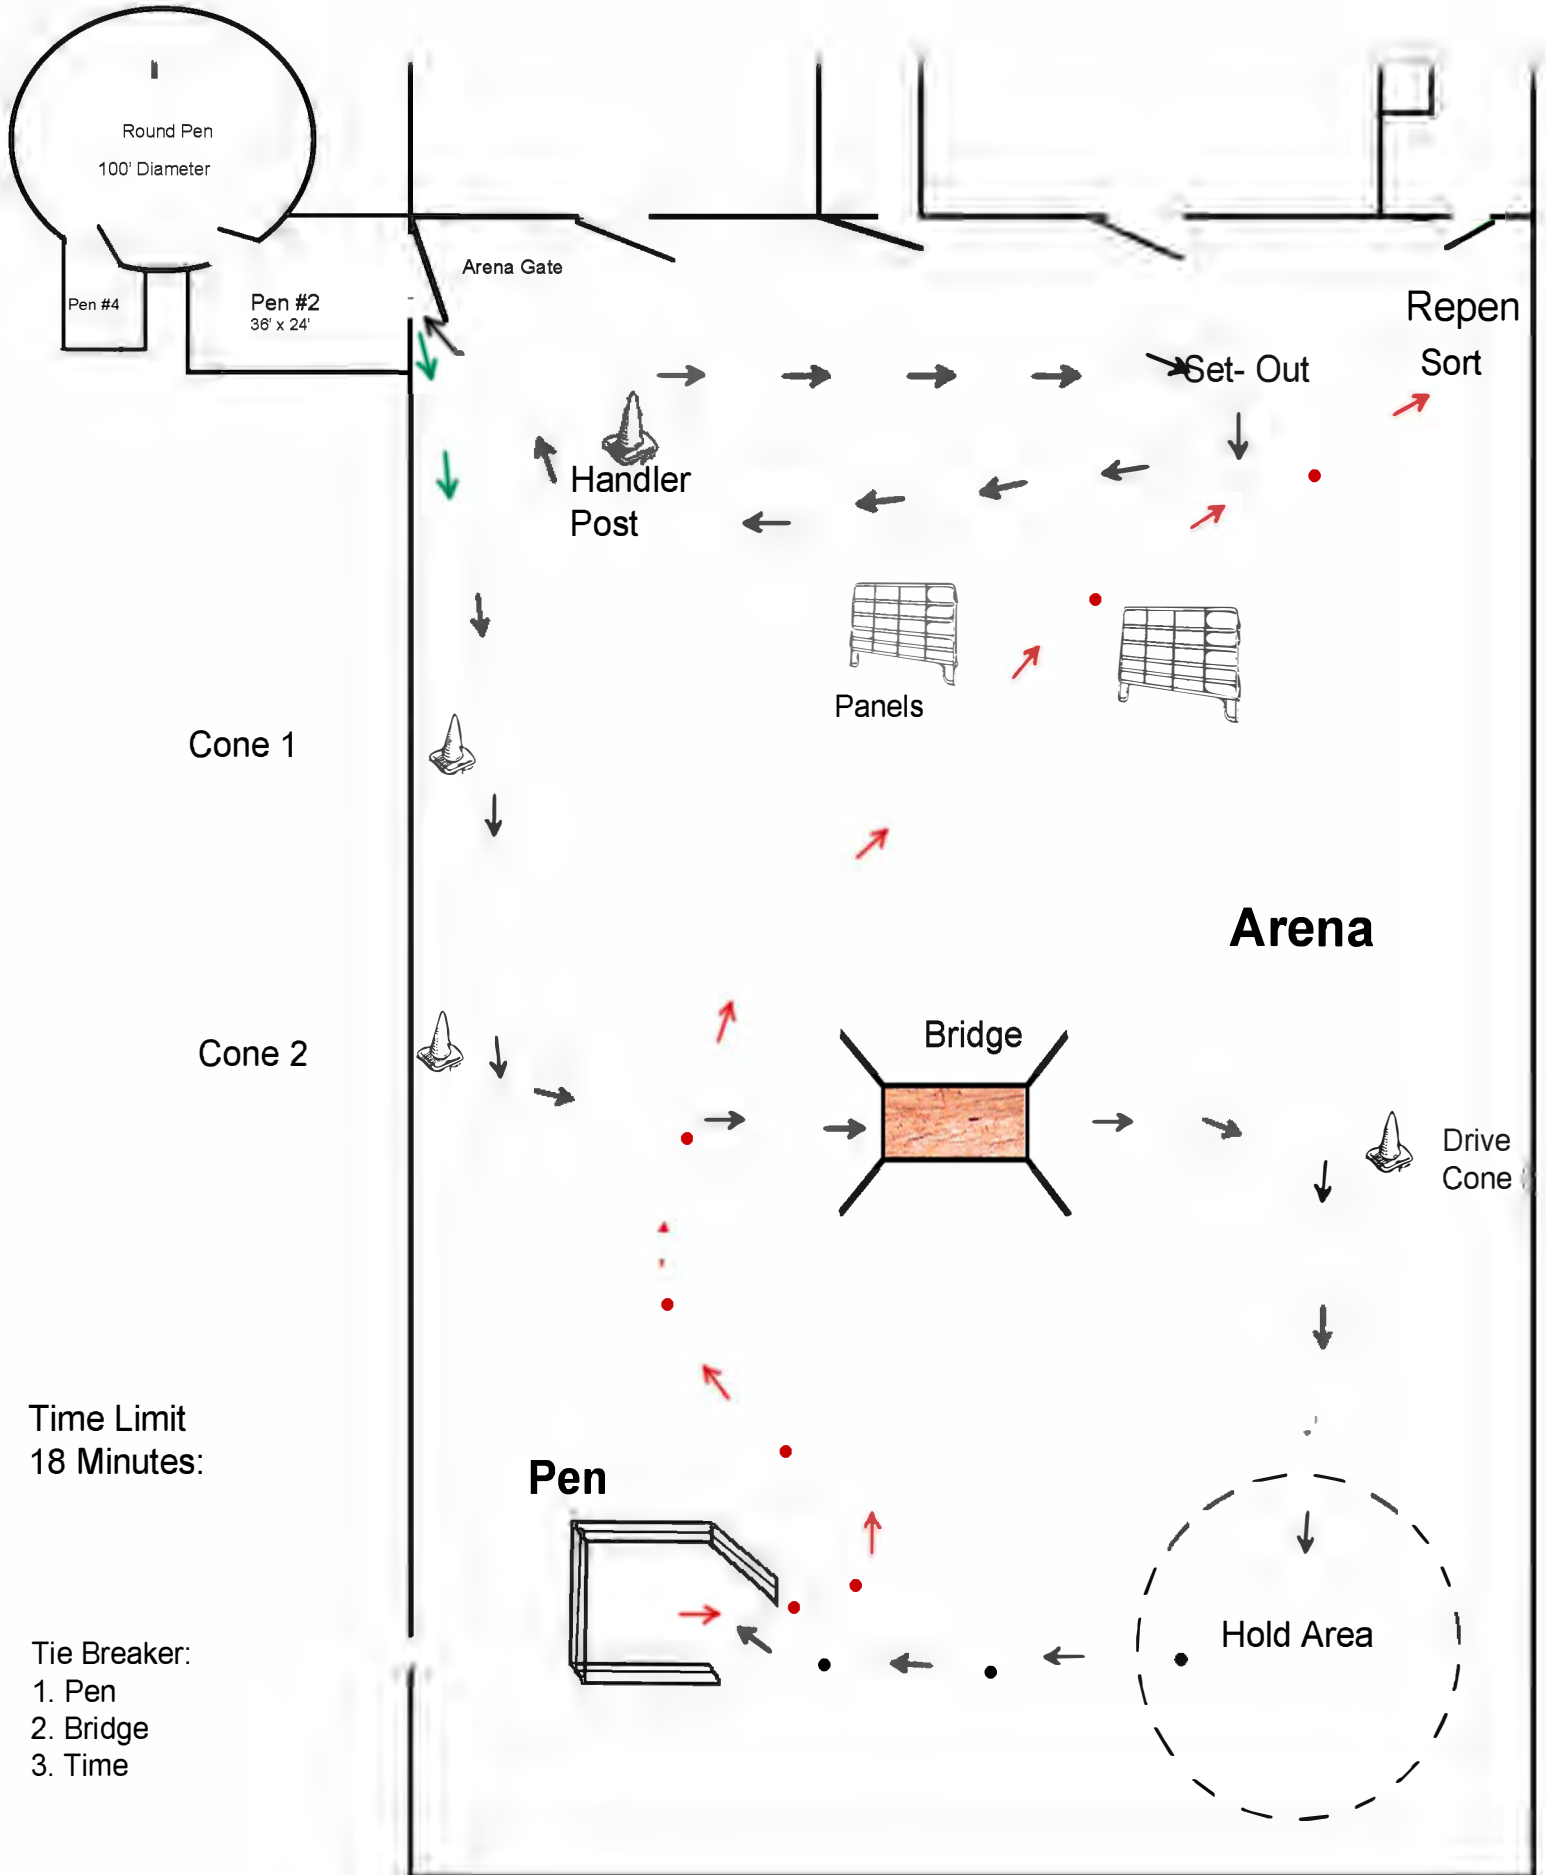 Round Pen
100' Diameter
Pen #4
Pen #2
36' x 24'
Arena Gate
Repen
Sort
Set- Out
Handler
Post
Panels
Cone 1
Arena
Cone 2
Bridge
Drive
Cone
Time Limit
18 Minutes:
Pen
Hold Area
Tie Breaker:
1. Pen
2. Bridge
3. Time